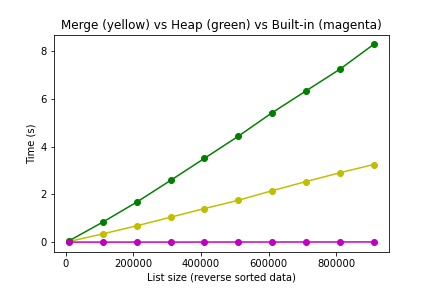 Merge (yellow) vs Heap (green) vs Built-in (magenta)
8
6
4
2
0
Time (s)
0 200000 400000 600000 800000
List size (reverse sorted data)